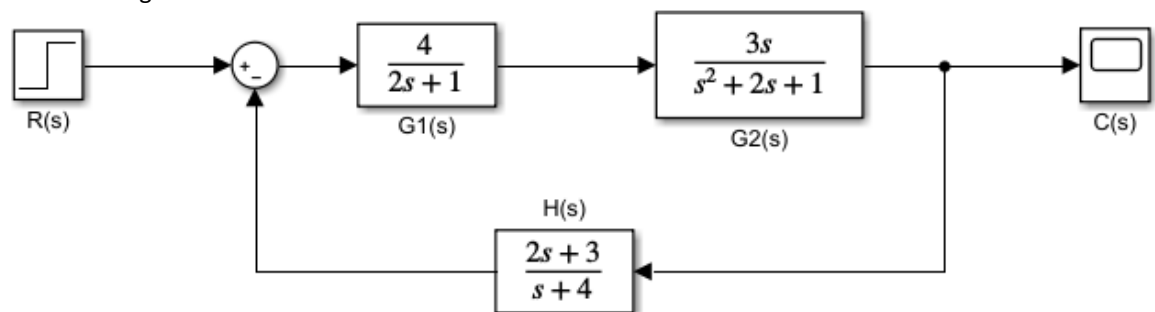 4
2s + 1
3s
s² + 2s + 1
+
−
R(s)
G1(s)
G2(s)
C(s)
H(s)
2s + 3
s + 4